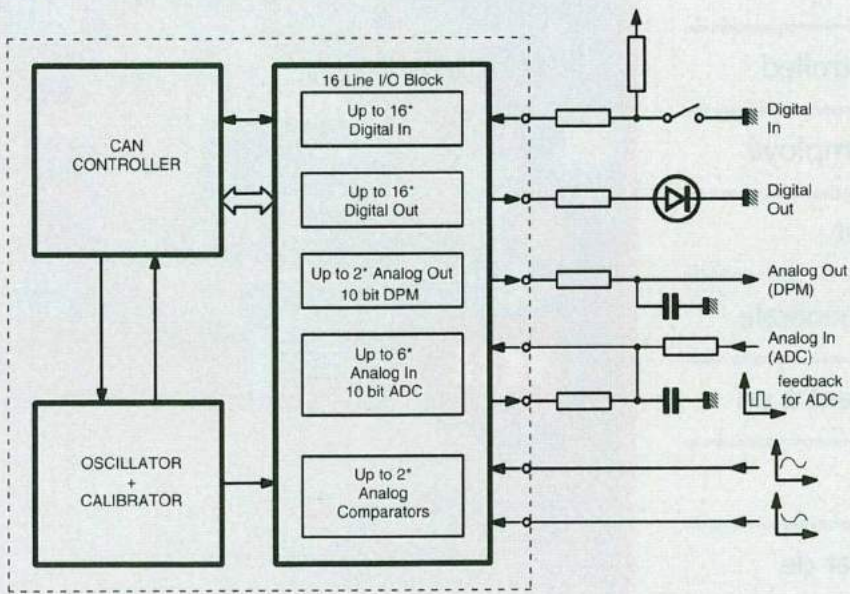 CAN
CONTROLLER
OSCILLATOR
+
CALIBRATOR
16 Line I/O Block
Up to 16*
Digital In
Up to 16*
Digital Out
Up to 2* Analog Out
10 bit DPM
Up to 6*
Analog In
10 bit ADC
Up to 2*
Analog
Comparators
Digital
In
Digital
Out
Analog Out
(DPM)
Analog In
(ADC)
feedback
for ADC